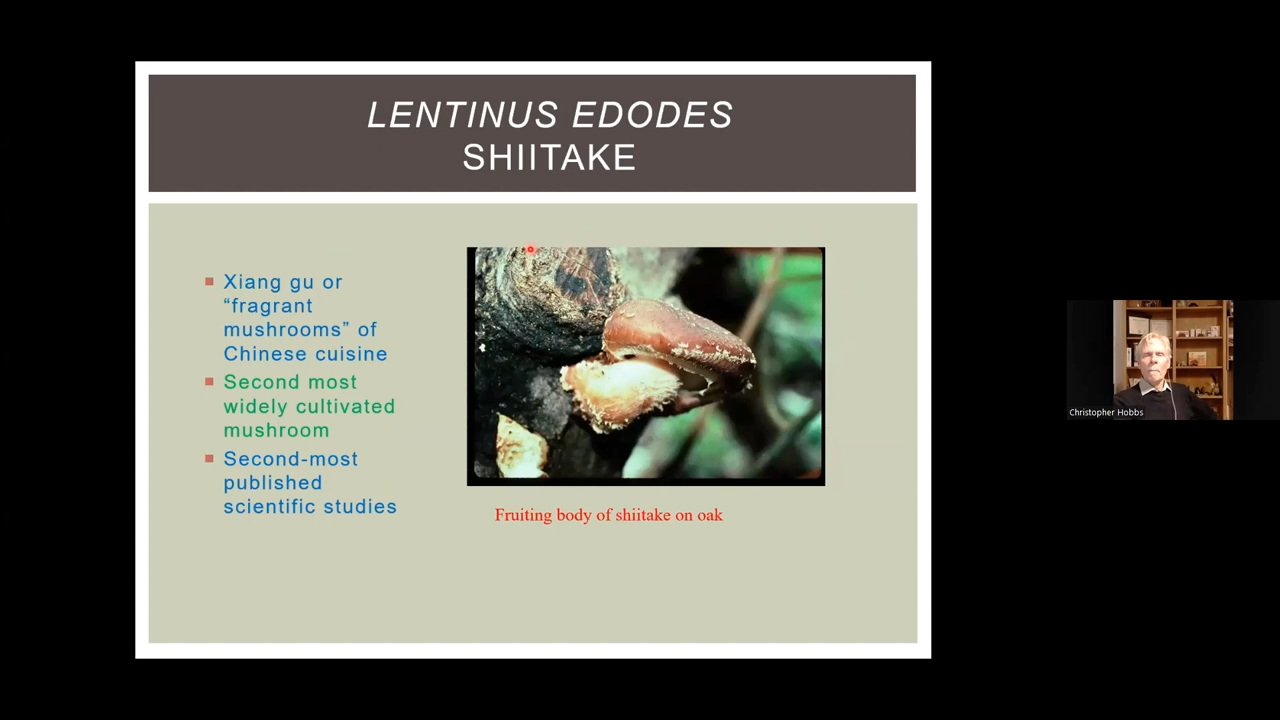 LENTINUS EDODES
SHIITAKE
Xiang gu or
“fragrant
mushrooms” of
Chinese cuisine
Second most
widely cultivated
mushroom
Second-most
published
scientific studies
Fruiting body of shiitake on oak
Christopher Hobbs